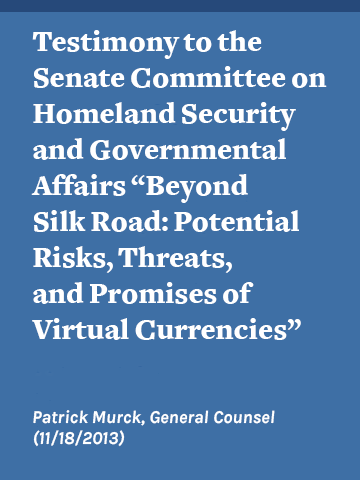 Testimony to the
Senate Committee on
Homeland Security
and Governmental
Affairs “Beyond
Silk Road: Potential
Risks, Threats,
and Promises of
Virtual Currencies”
Patrick Murck, General Counsel
(11/18/2013)